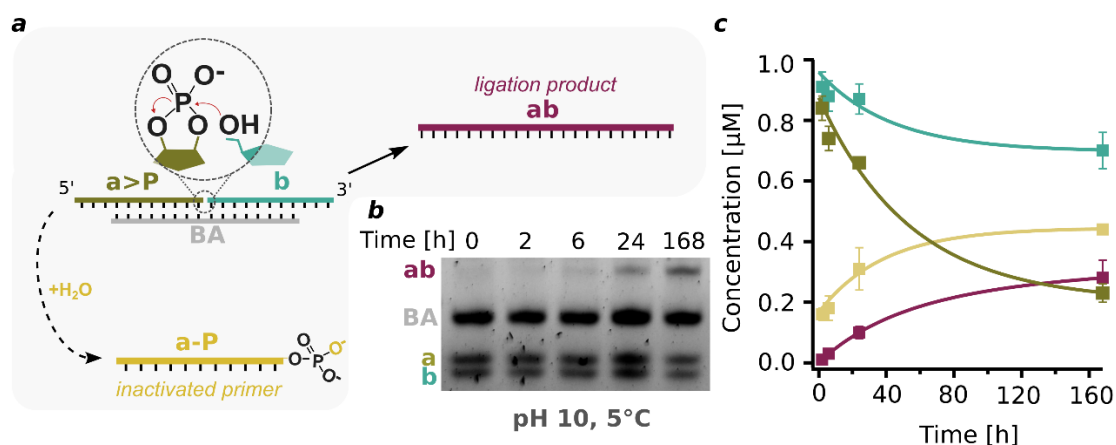 a
ligation product
ab
O
O-
P
O
O
OH
a>P
b
5'
3'
BA
+H₂O
a-P
O
O-
P
O
O-
inactivated primer
b
Time [h] 0 2 6 24 168
ab
BA
a
b
pH 10, 5°C
c
Concentration [µM]
1.0
0.8
0.6
0.4
0.2
0.0
0 40 80 120 160
Time [h]